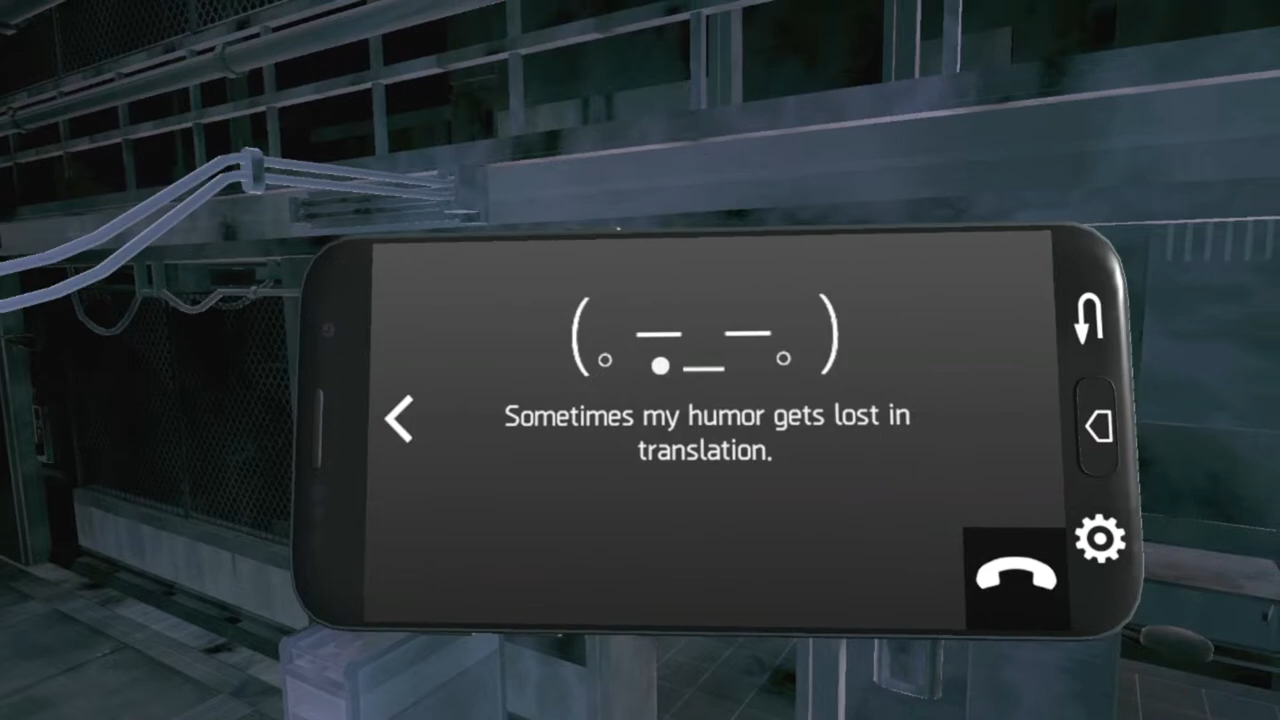 (。 — • _ — 。)
Sometimes my humor gets lost in
translation.